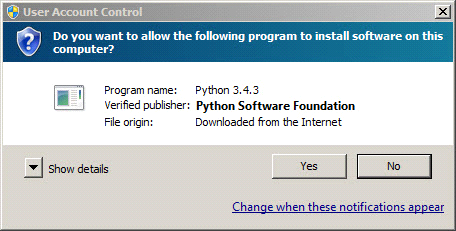 User Account Control
Do you want to allow the following program to install software on this
computer?
Program name: Python 3.4.3
Verified publisher: Python Software Foundation
File origin: Downloaded from the Internet
Show details
Yes
No
Change when these notifications appear